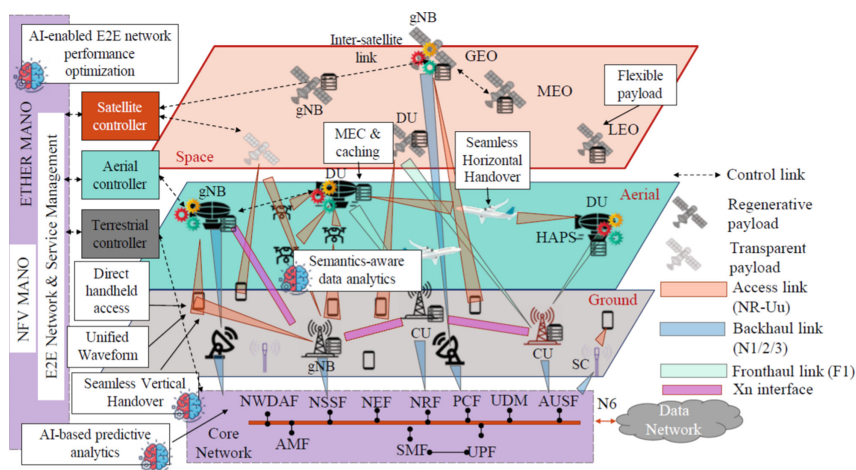 AI-enabled E2E network
performance
optimization
gNB
Inter-satellite
link
GEO
MEO
Flexible
payload
gNB
DU
LEO
Satellite
controller
Space
MEC &
caching
Seamless
Horizontal
Handover
Control link
Aerial
controller
gNB
DU
Aerial
DU
Regenerative
payload
HAPS
Terrestrial
controller
Transparent
payload
Semantics-aware
data analytics
Direct
handheld
access
Ground
Access link
(NR-Uu)
Unified
Waveform
gNB
CU
CU
SC
Backhaul link
(N1/2/3)
Seamless Vertical
Handover
Fronthaul link (F1)
Xn interface
NWDAF
NSSF
NEF
NRF
PCF
UDM
AUSF
N6
Data
Network
AI-based predictive
analytics
Core
Network
AMF
SMF
UPF
ETHER MANO
NFV MANO
E2E Network & Service Management